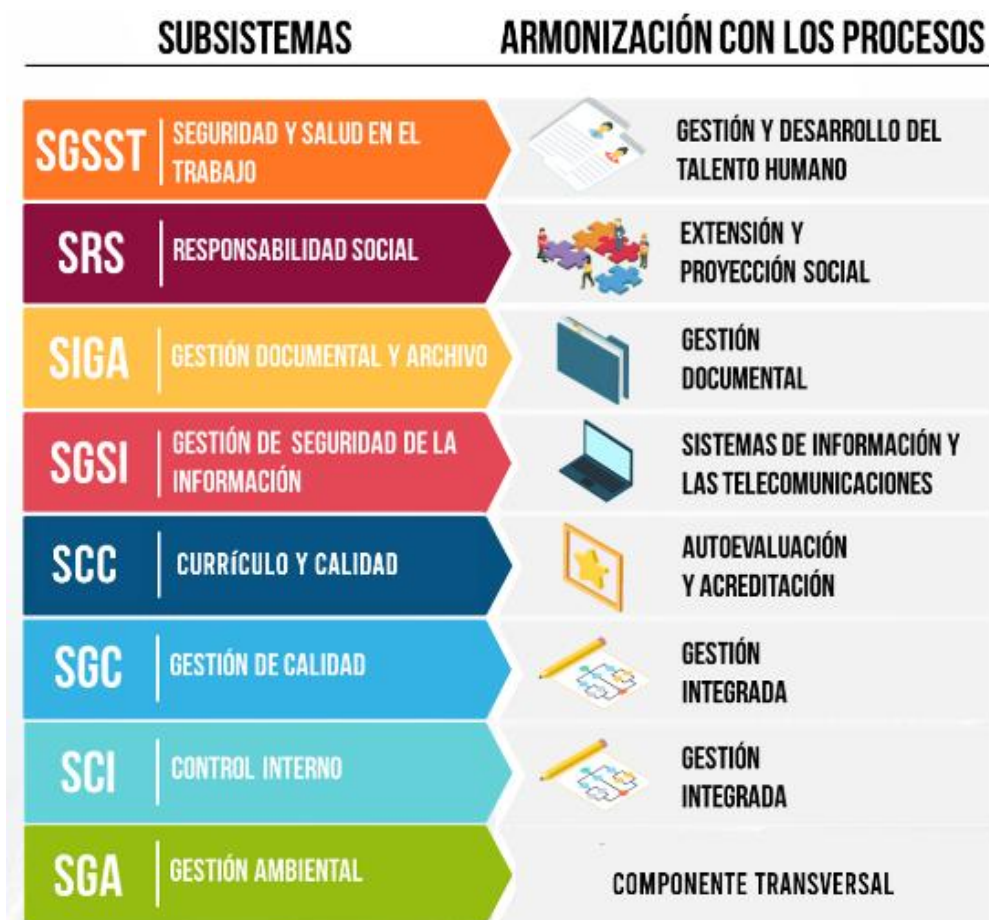 SUBSISTEMAS
ARMONIZACIÓN CON LOS PROCESOS
SGSST
SEGURIDAD Y SALUD EN EL
TRABAJO
GESTIÓN Y DESARROLLO DEL
TALENTO HUMANO
SRS
RESPONSABILIDAD SOCIAL
EXTENSIÓN Y
PROYECCIÓN SOCIAL
SIGA
GESTIÓN DOCUMENTAL Y ARCHIVO
GESTIÓN
DOCUMENTAL
SGSI
GESTIÓN DE SEGURIDAD DE LA
INFORMACIÓN
SISTEMAS DE INFORMACIÓN Y
LAS TELECOMUNICACIONES
SCC
CURRÍCULO Y CALIDAD
AUTOEVALUACIÓN
Y ACREDITACIÓN
SGC
GESTIÓN DE CALIDAD
GESTIÓN
INTEGRADA
SCI
CONTROL INTERNO
GESTIÓN
INTEGRADA
SGA
GESTIÓN AMBIENTAL
COMPONENTE TRANSVERSAL